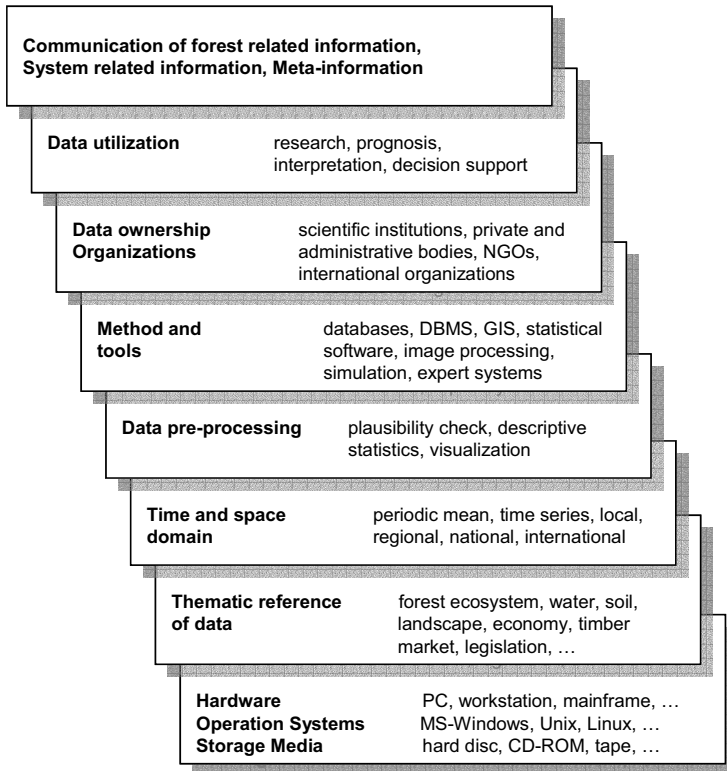 Communication of forest related information,
System related information, Meta-information
Data utilization research, prognosis,
interpretation, decision support
Data ownership scientific institutions, private and
Organizations administrative bodies, NGOs,
international organizations
Method and databases, DBMS, GIS, statistical
tools software, image processing,
simulation, expert systems
Data pre-processing plausibility check, descriptive
statistics, visualization
Time and space periodic mean, time series, local,
domain regional, national, international
Thematic reference forest ecosystem, water, soil,
of data landscape, economy, timber
market, legislation, …
Hardware PC, workstation, mainframe, …
Operation Systems MS-Windows, Unix, Linux, …
Storage Media hard disc, CD-ROM, tape, …